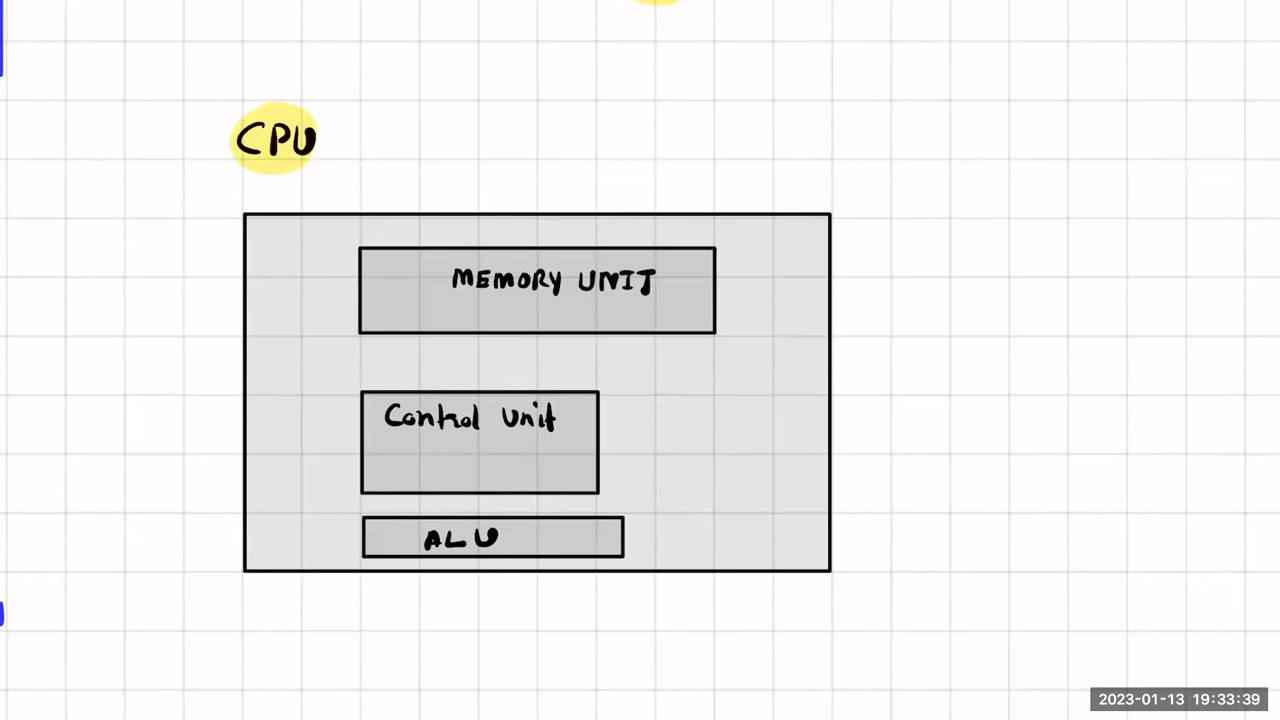 CPU
MEMORY UNIT
Control Unit
ALU
2023-01-13 19:33:39